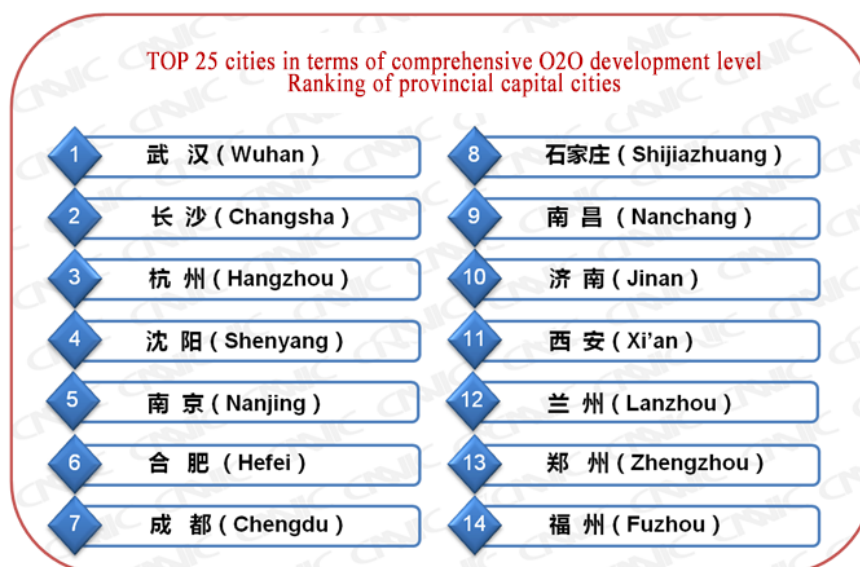 TOP 25 cities in terms of comprehensive O2O development level
Ranking of provincial capital cities
1 武 汉 ( Wuhan )
2 长 沙 ( Changsha )
3 杭 州 ( Hangzhou )
4 沈 阳 ( Shenyang )
5 南 京 ( Nanjing )
6 合 肥 ( Hefei )
7 成 都 ( Chengdu )
8 石家庄 ( Shijiazhuang )
9 南 昌 ( Nanchang )
10 济 南 ( Jinan )
11 西 安 ( Xi’an )
12 兰 州 ( Lanzhou )
13 郑 州 ( Zhengzhou )
14 福 州 ( Fuzhou )